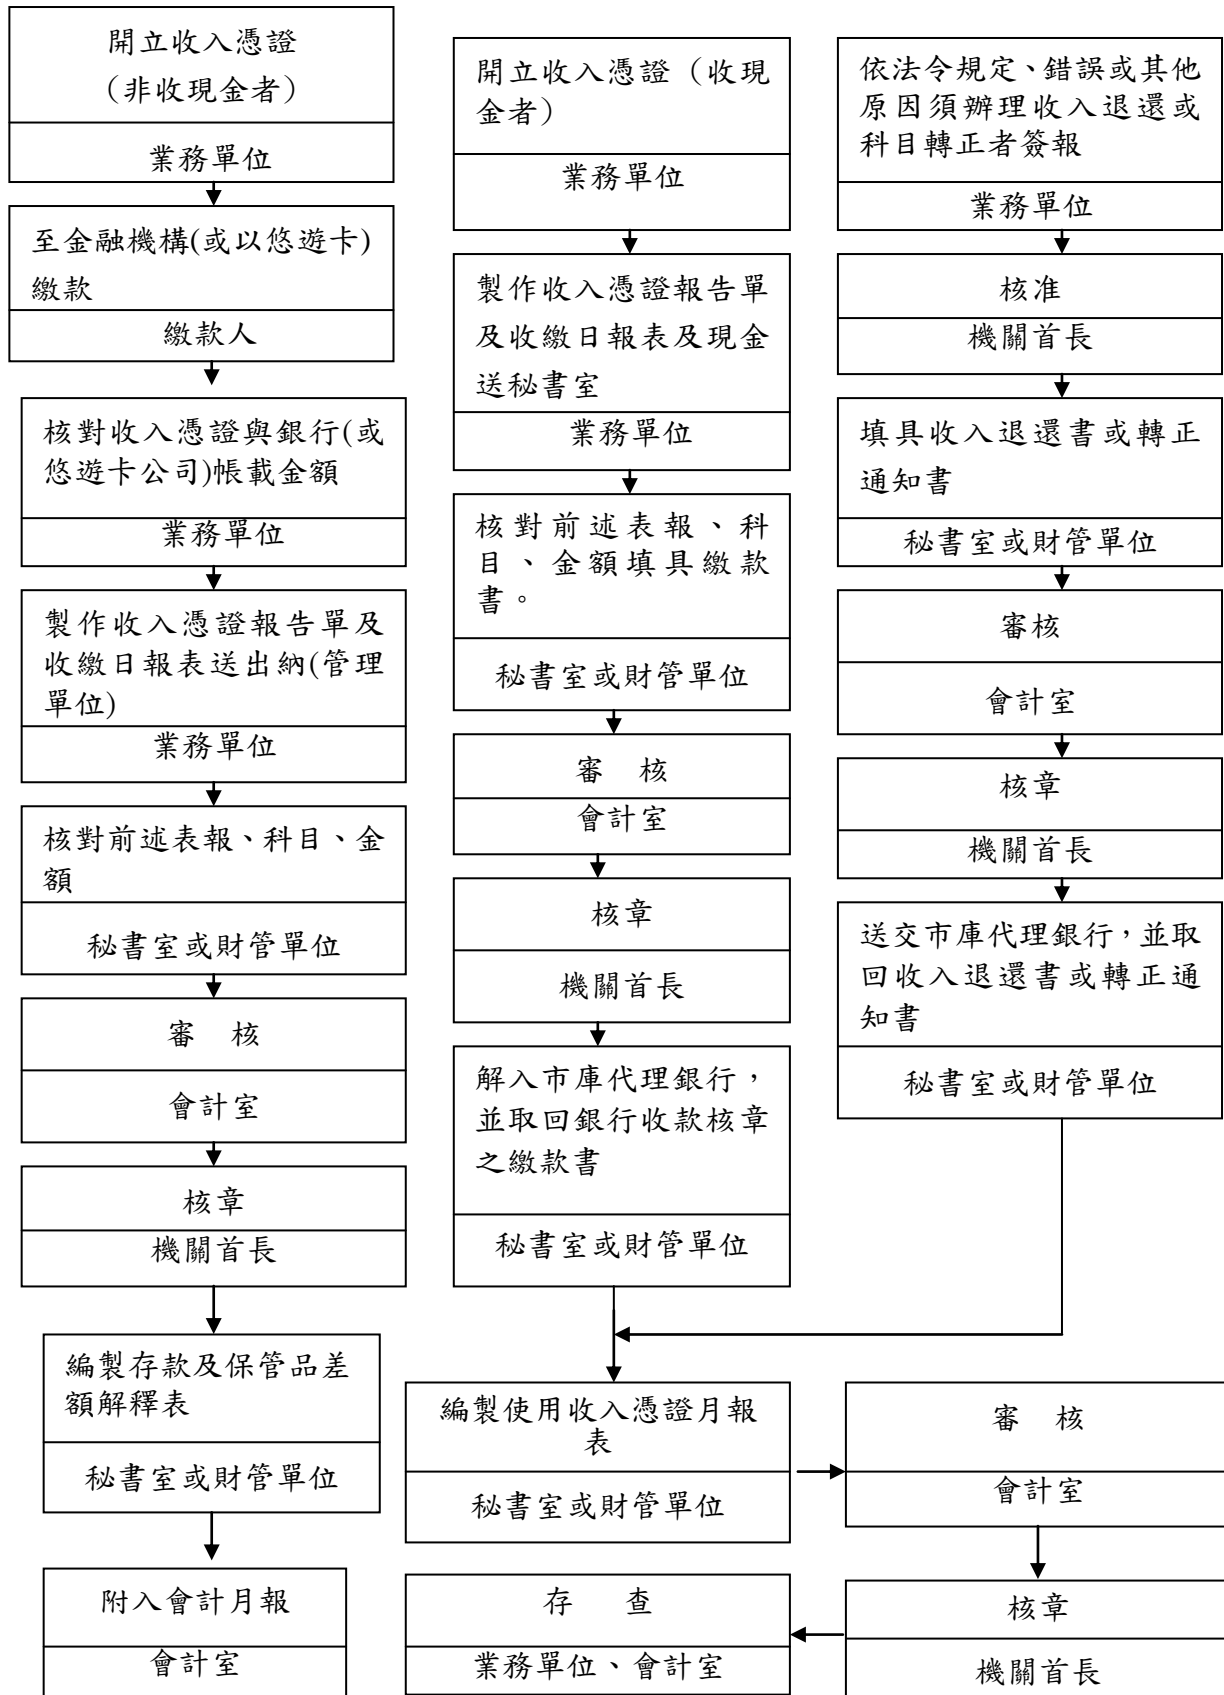 開立收入憑證
（非收現金者）
業務單位
至金融機構(或以悠遊卡)
繳款
繳款人
核對收入憑證與銀行(或
悠遊卡公司)帳載金額
業務單位
製作收入憑證報告單及
收繳日報表送出納(管理
單位)
業務單位
核對前述表報、科目、金
額
秘書室或財管單位
審　核
會計室
核章
機關首長
編製存款及保管品差
額解釋表
秘書室或財管單位
附入會計月報
會計室
開立收入憑證（收現
金者）
業務單位
製作收入憑證報告單
及收繳日報表及現金
送秘書室
業務單位
核對前述表報、科
目、金額填具繳款
書。
秘書室或財管單位
審　核
會計室
核章
機關首長
解入市庫代理銀行，
並取回銀行收款核章
之繳款書
秘書室或財管單位
依法令規定、錯誤或其他
原因須辦理收入退還或
科目轉正者簽報
業務單位
核准
機關首長
填具收入退還書或轉正
通知書
秘書室或財管單位
審核
會計室
核章
機關首長
送交市庫代理銀行，並取
回收入退還書或轉正通
知書
秘書室或財管單位
編製使用收入憑證月報
表
秘書室或財管單位
審　核
會計室
核章
機關首長
存　查
業務單位、會計室